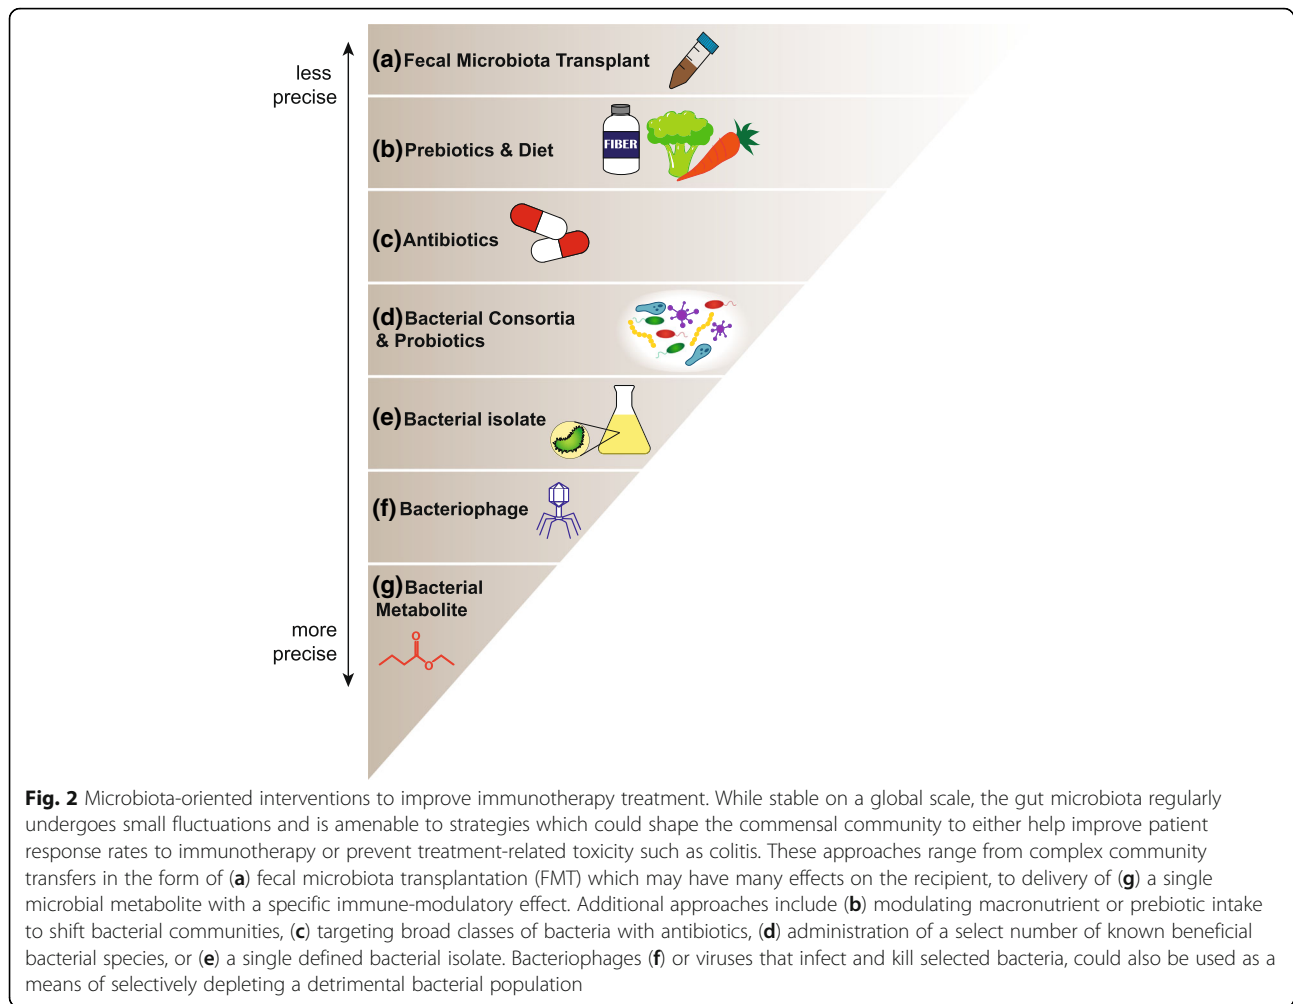 less
precise
(a) Fecal Microbiota Transplant
(b) Prebiotics & Diet
FIBER
(c) Antibiotics
(d) Bacterial Consortia
& Probiotics
(e) Bacterial isolate
(f) Bacteriophage
(g) Bacterial
Metabolite
more
precise
O
O
Fig. 2 Microbiota-oriented interventions to improve immunotherapy treatment. While stable on a global scale, the gut microbiota regularly
undergoes small fluctuations and is amenable to strategies which could shape the commensal community to either help improve patient
response rates to immunotherapy or prevent treatment-related toxicity such as colitis. These approaches range from complex community
transfers in the form of (a) fecal microbiota transplantation (FMT) which may have many effects on the recipient, to delivery of (g) a single
microbial metabolite with a specific immune-modulatory effect. Additional approaches include (b) modulating macronutrient or prebiotic intake
to shift bacterial communities, (c) targeting broad classes of bacteria with antibiotics, (d) administration of a select number of known beneficial
bacterial species, or (e) a single defined bacterial isolate. Bacteriophages (f) or viruses that infect and kill selected bacteria, could also be used as a
means of selectively depleting a detrimental bacterial population